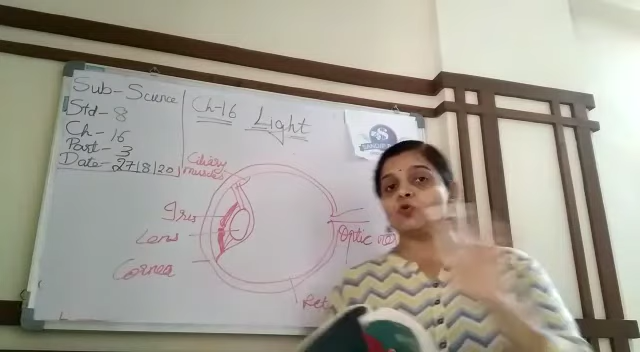 Sub- Science
Std- 8
Ch- 16
Part- 3
Date- 27/8/20
Ch-16 Light
Ciliary
muscles
Iris
Lens
Cornea
Optic